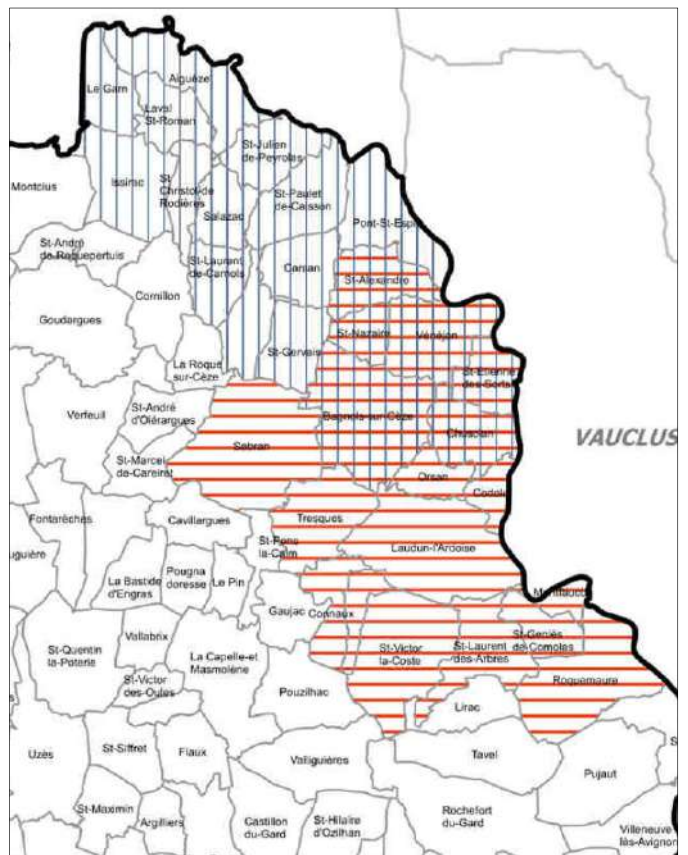 Aiguèze
Le Garn
Laval
St-Roman
St-Julien
de-Peyrolas
Montclus
Issirac
St
Christol-de
Rodières
Salazac
St-Paulet
de-Caisson
Pont-St-Espri
St-André
de-Roquepertuis
St-Laurent
de-Carnols
Carsan
St-Alexandre
Cornillon
Goudargues
St-Nazaire
Vénéjan
La Roque
sur-Cèze
St-Gervais
St-Etienne
des-Sorts
Verfeuil
St-André
d'Olérargues
Bagnols-sur-Cèze
Chusclan
VAUCLUS
Sabran
St-Marcel
de-Careiret
Orsan
Codole
Fontarèches
Cavillargues
Tresques
uguière
St-Pons
la-Calm
Laudun-l'Ardoise
La Bastide
d'Engras
Pougna
doresse
Le Pin
Montfauco
Gaujac
Connaux
St-Geniès
de-Comolas
Vallabrix
St-Quentin
la-Poterie
La Capelle-et
Masmolène
St-Victor
la-Coste
St-Laurent
des-Arbres
Roquemaure
St-Victor
des-Oules
Pouzilhac
Lirac
Uzès
St-Siffret
Flaux
Valliguières
Tavel
S
Pujaut
St-Maximin
Argilliers
Castillon
du-Gard
St-Hilaire
d'Ozilhan
Rochefort
du-Gard
Villeneuve
lès-Avignon